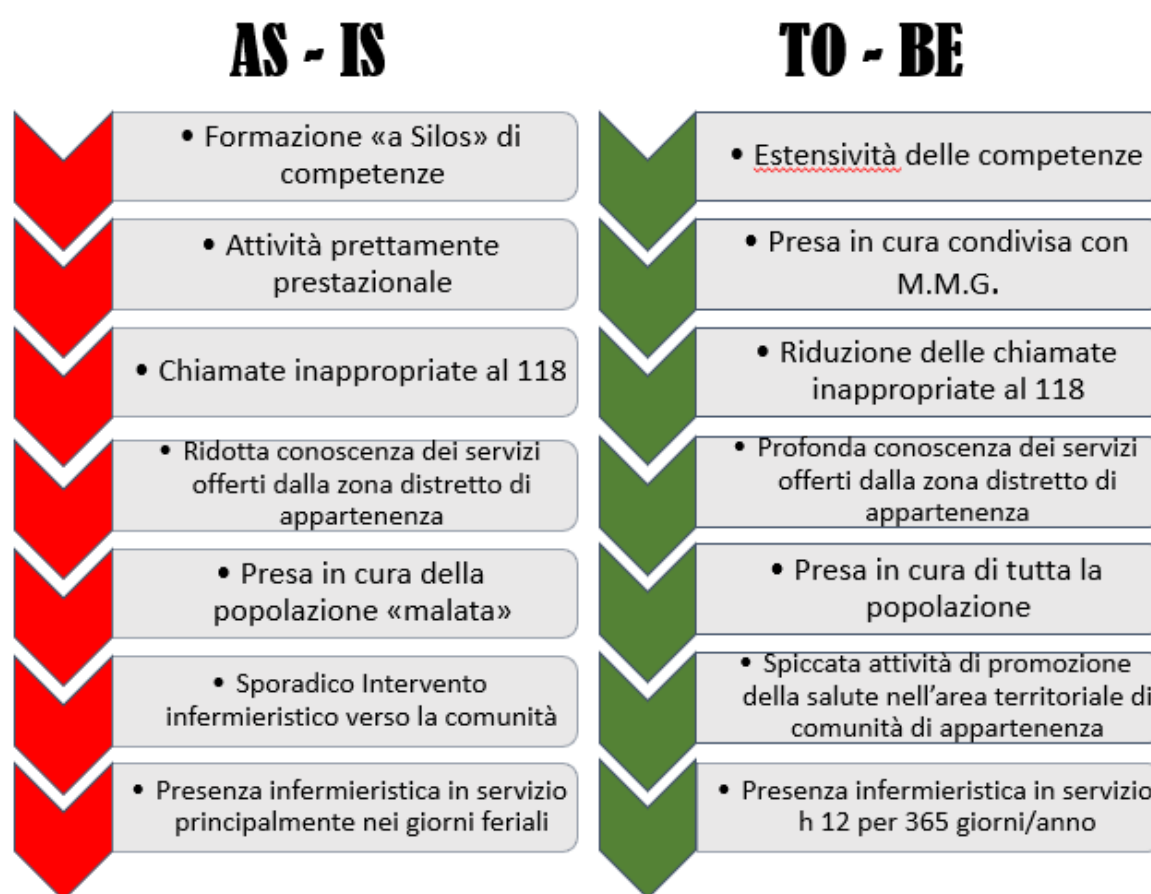 AS - IS
• Formazione «a Silos» di
competenze
• Attività prettamente
prestazionale
• Chiamate inappropriate al 118
• Ridotta conoscenza dei servizi
offerti dalla zona distretto di
appartenenza
• Presa in cura della
popolazione «malata»
• Sporadico Intervento
infermieristico verso la comunità
• Presenza infermieristica in servizio
principalmente nei giorni feriali
TO - BE
• Estensività delle competenze
• Presa in cura condivisa con
M.M.G.
• Riduzione delle chiamate
inappropriate al 118
• Profonda conoscenza dei servizi
offerti dalla zona distretto di
appartenenza
• Presa in cura di tutta la
popolazione
• Spiccata attività di promozione
della salute nell'area territoriale di
comunità di appartenenza
• Presenza infermieristica in servizio
h 12 per 365 giorni/anno